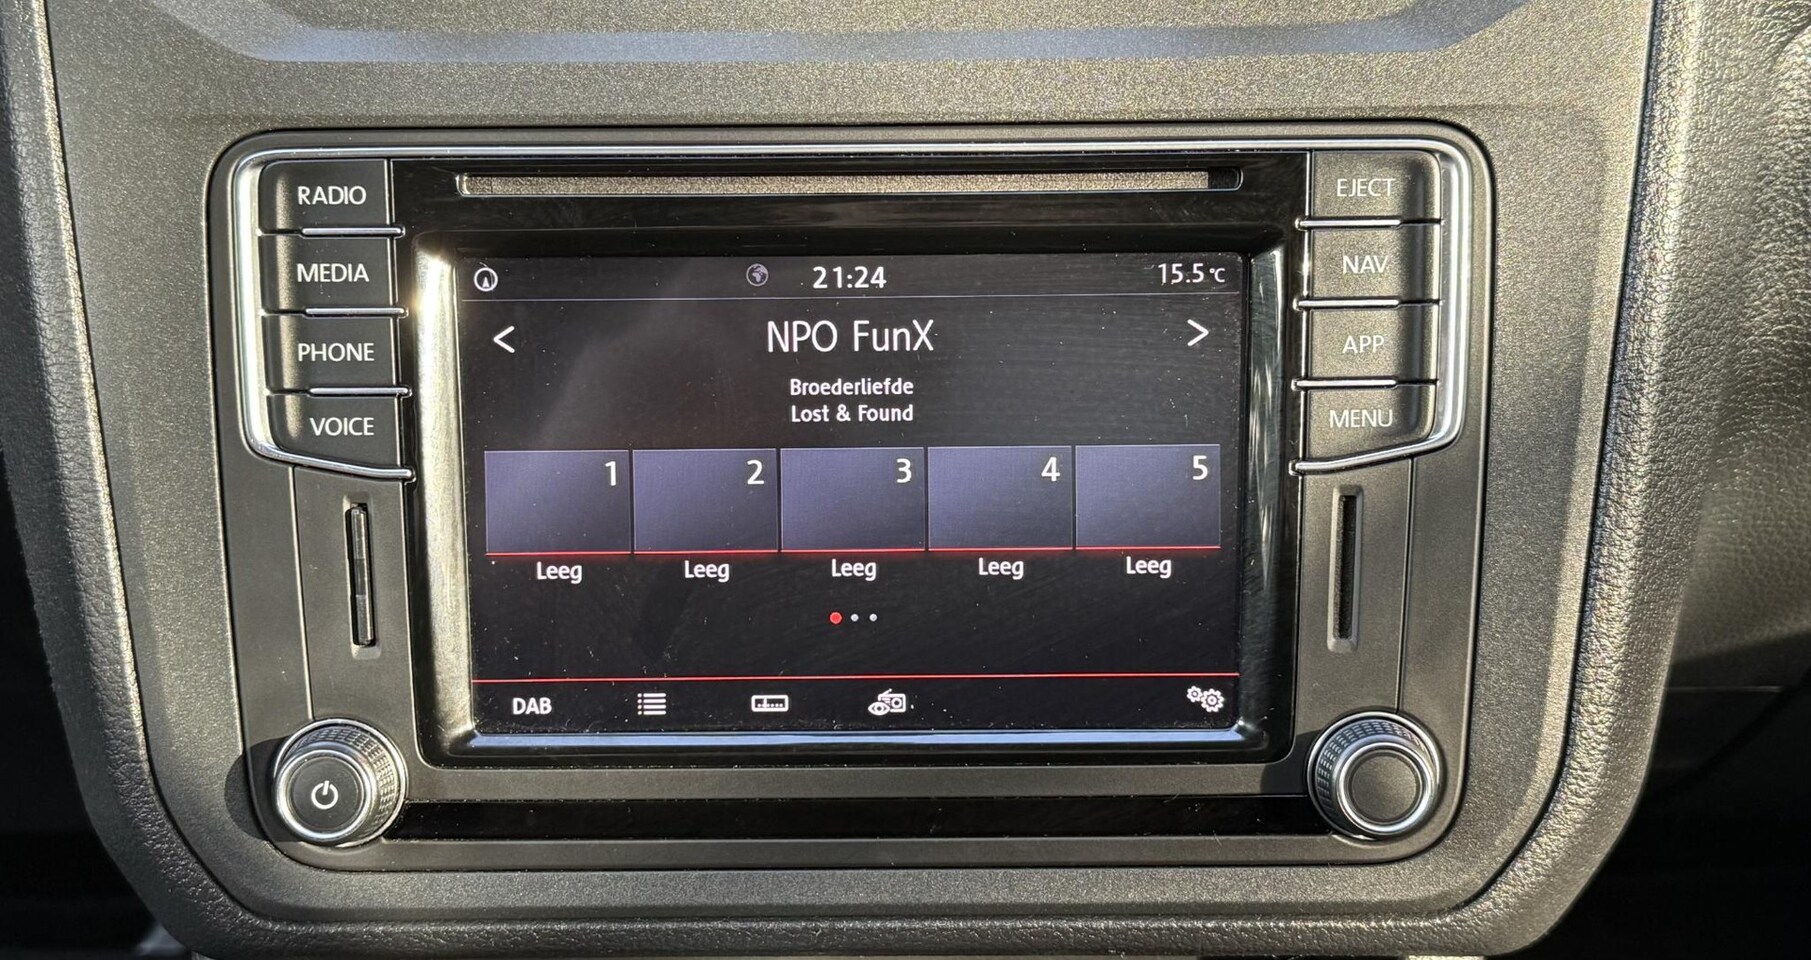 RADIO
MEDIA
PHONE
VOICE
EJECT
NAV
APP
MENU
21:24
15.5°C
< NPO FunX >
Broederliefde
Lost & Found
1 2 3 4 5
Leeg Leeg Leeg Leeg Leeg
DAB